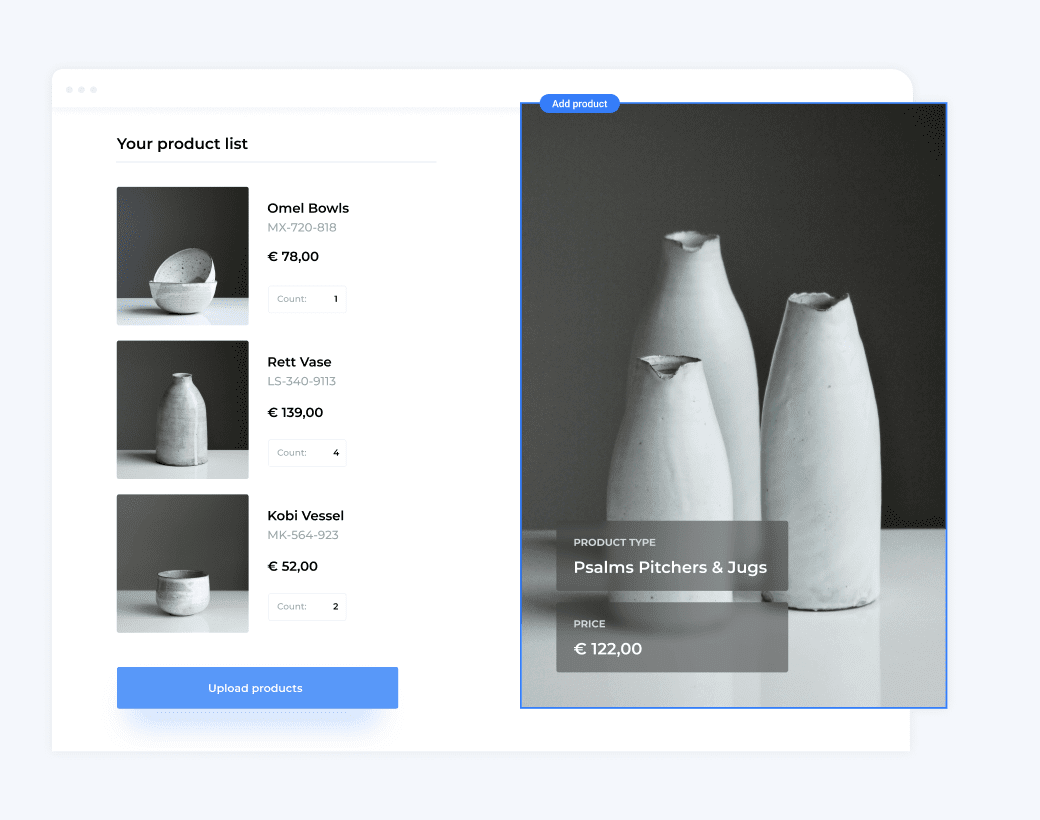 Add product
Your product list
Omel Bowls
MX-720-818
€ 78,00
Count: 1
Rett Vase
LS-340-9113
€ 139,00
Count: 4
Kobi Vessel
MK-564-923
€ 52,00
Count: 2
Upload products
PRODUCT TYPE
Psalms Pitchers & Jugs
PRICE
€ 122,00